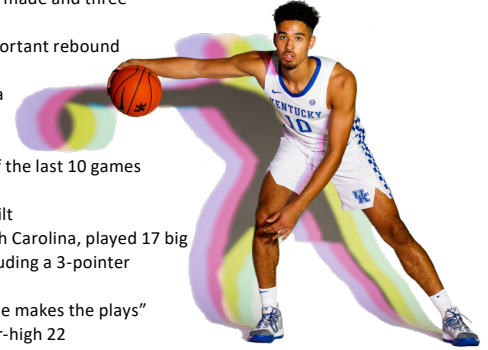 made and three
portant rebound
a
f the last 10 games
ilt
h Carolina, played 17 big
uding a 3-pointer
e makes the plays”
r-high 22
KENTUCKY
10
UK